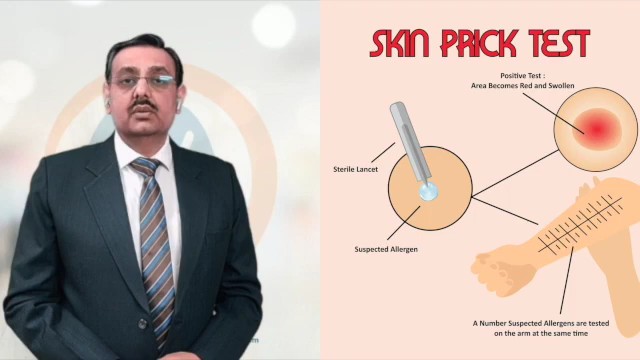 SKIN PRICK TEST
Positive Test :
Area Becomes Red and Swollen
Sterile Lancet
Suspected Allergen
A Number Suspected Allergens are tested
on the arm at the same time